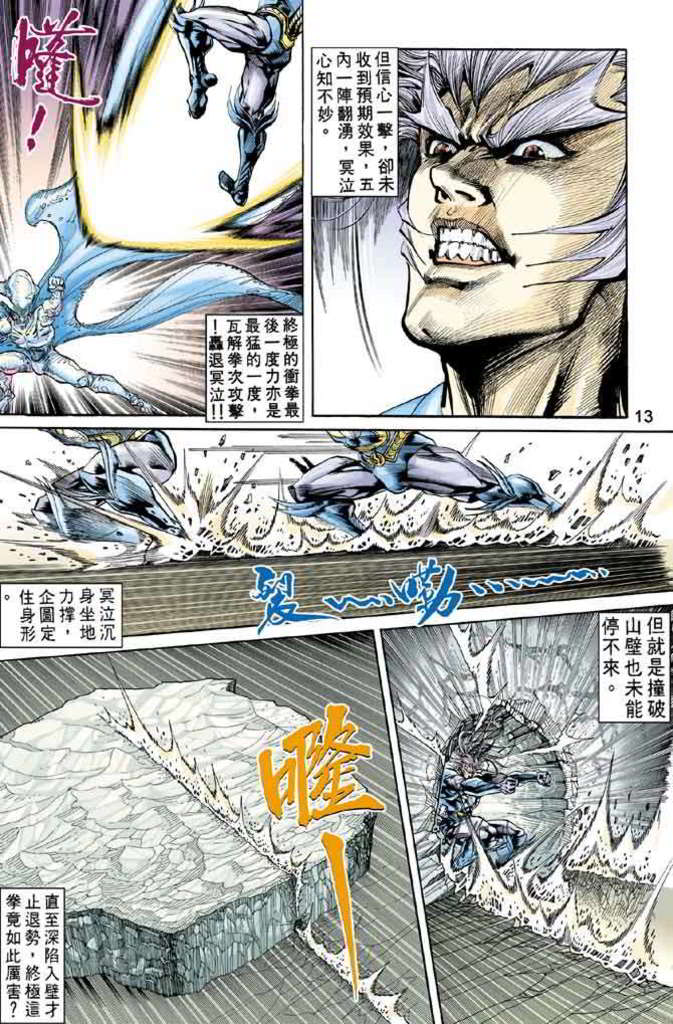 但信心一擊，卻未
收到預期效果，五
內一陣翻湧，冥泣
心知不妙。
終極的衝拳最
後一度力亦是
最猛的一度，
瓦解拳次攻擊
！轟退冥泣！！
13
冥泣沉
身坐地
力撐，
企圖定
住身形
。
裂
嘞
但就是撞破
山壁也未能
停不來。
隆！
直至深陷入壁才
止退勢，終極這
拳竟如此厲害？